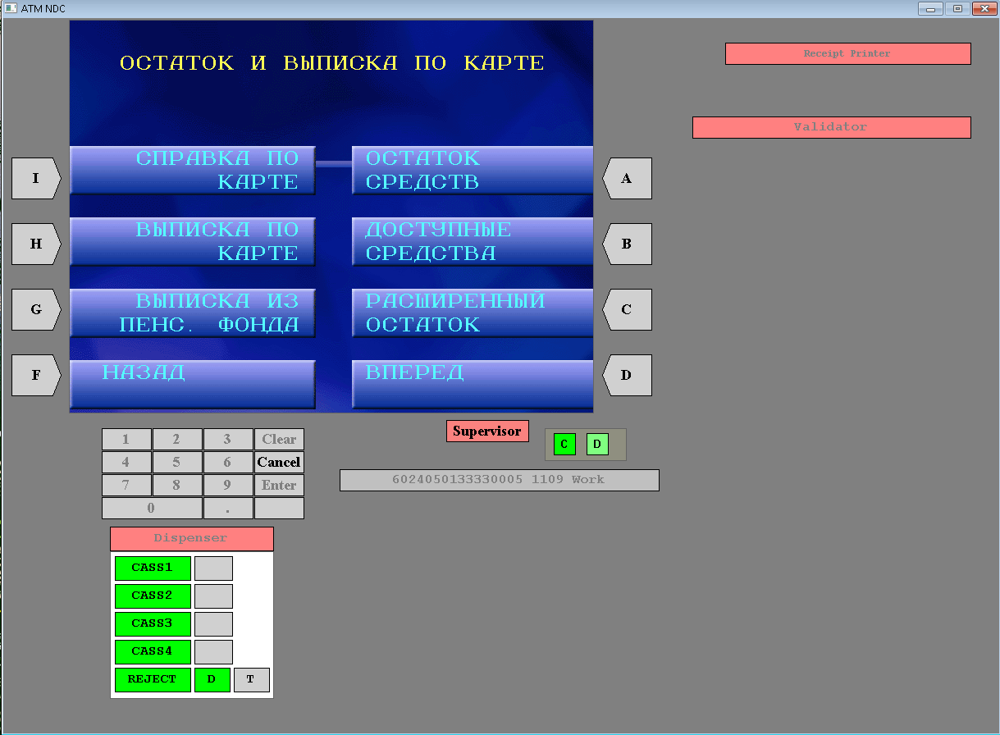 ATM NDC
ОСТАТОК И ВЫПИСКА ПО КАРТЕ
Receipt Printer
Validator
СПРАВКА ПО
КАРТЕ
ОСТАТОК
СРЕДСТВ
I
A
ВЫПИСКА ПО
КАРТЕ
ДОСТУПНЫЕ
СРЕДСТВА
H
B
ВЫПИСКА ИЗ
ПЕНС. ФОНДА
РАСШИРЕННЫЙ
ОСТАТОК
G
C
НАЗАД
ВПЕРЕД
F
D
Supervisor
C D
6024050133330005 1109 Work
1 2 3 Clear
4 5 6 Cancel
7 8 9 Enter
0 .
Dispenser
CASS1
CASS2
CASS3
CASS4
REJECT D T